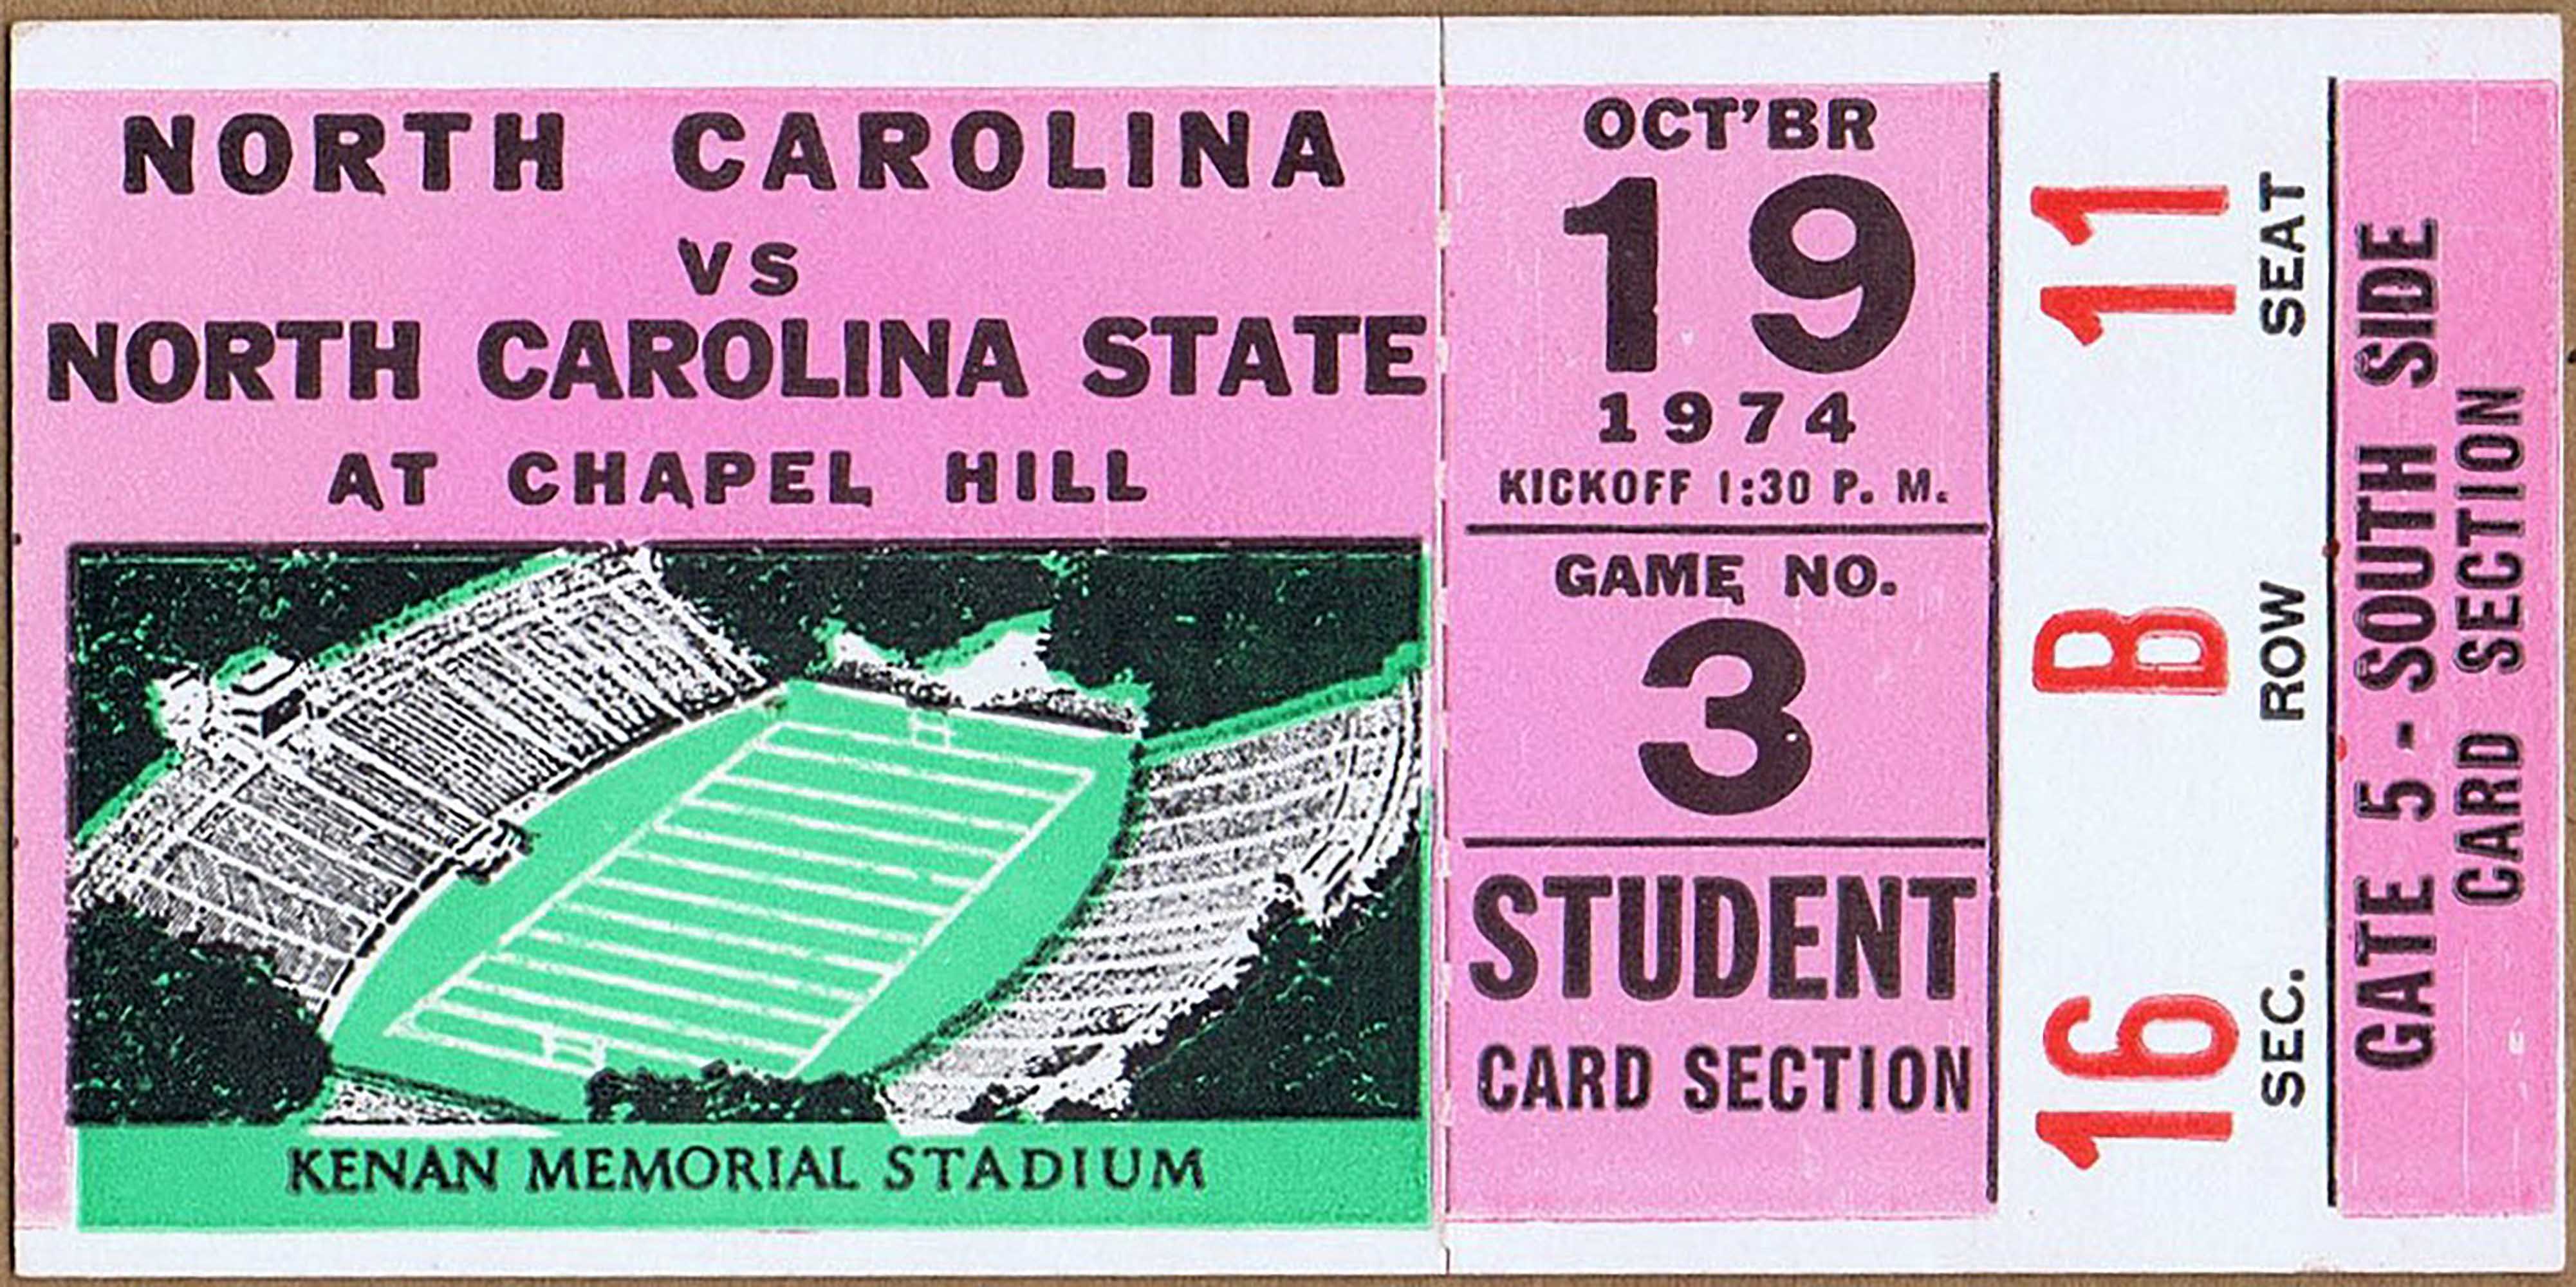 NORTH CAROLINA
VS
NORTH CAROLINA STATE
AT CHAPEL HILL
KENAN MEMORIAL STADIUM
OCT'BR
19
1974
KICKOFF 1:30 P. M.
GAME NO.
3
STUDENT
CARD SECTION
16 B 11
SEC. ROW SEAT
GATE 5 - SOUTH SIDE
CARD SECTION